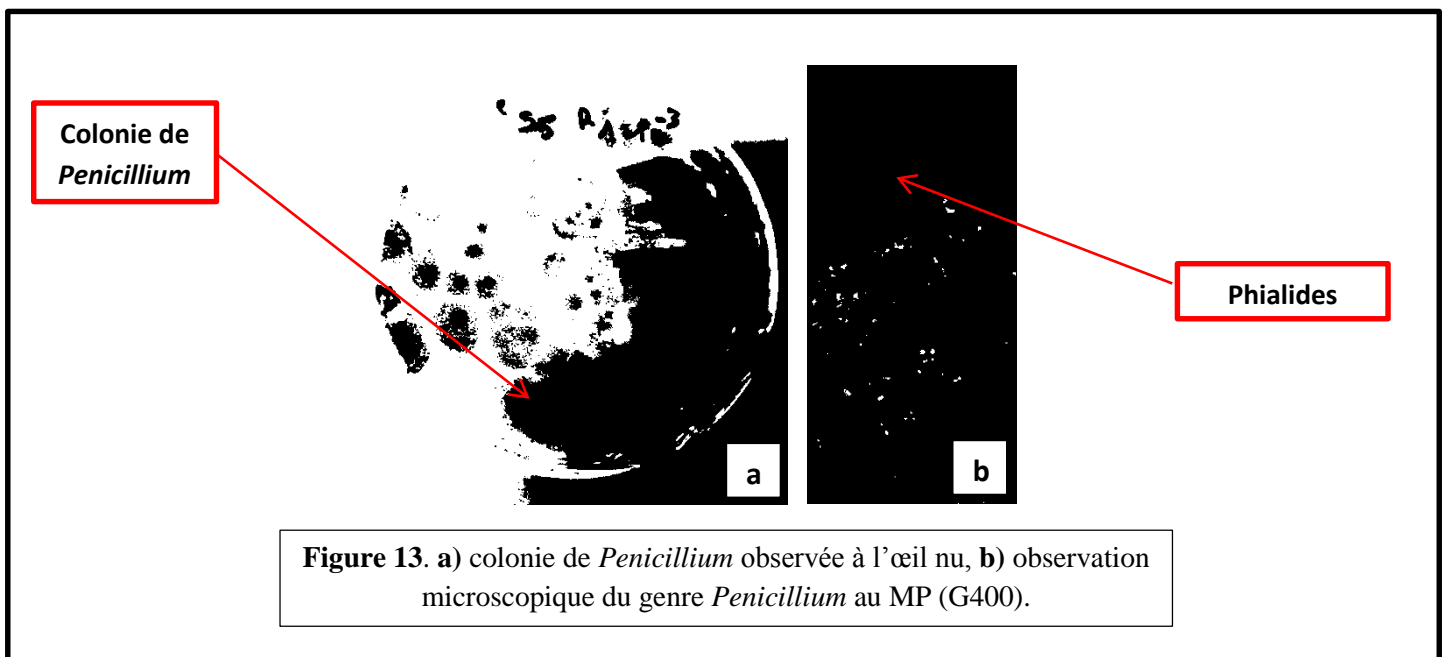 Colonie de
Penicillium
Phialides
a
b
Figure 13. a) colonie de Penicillium observée à l’œil nu, b) observation
microscopique du genre Penicillium au MP (G400).